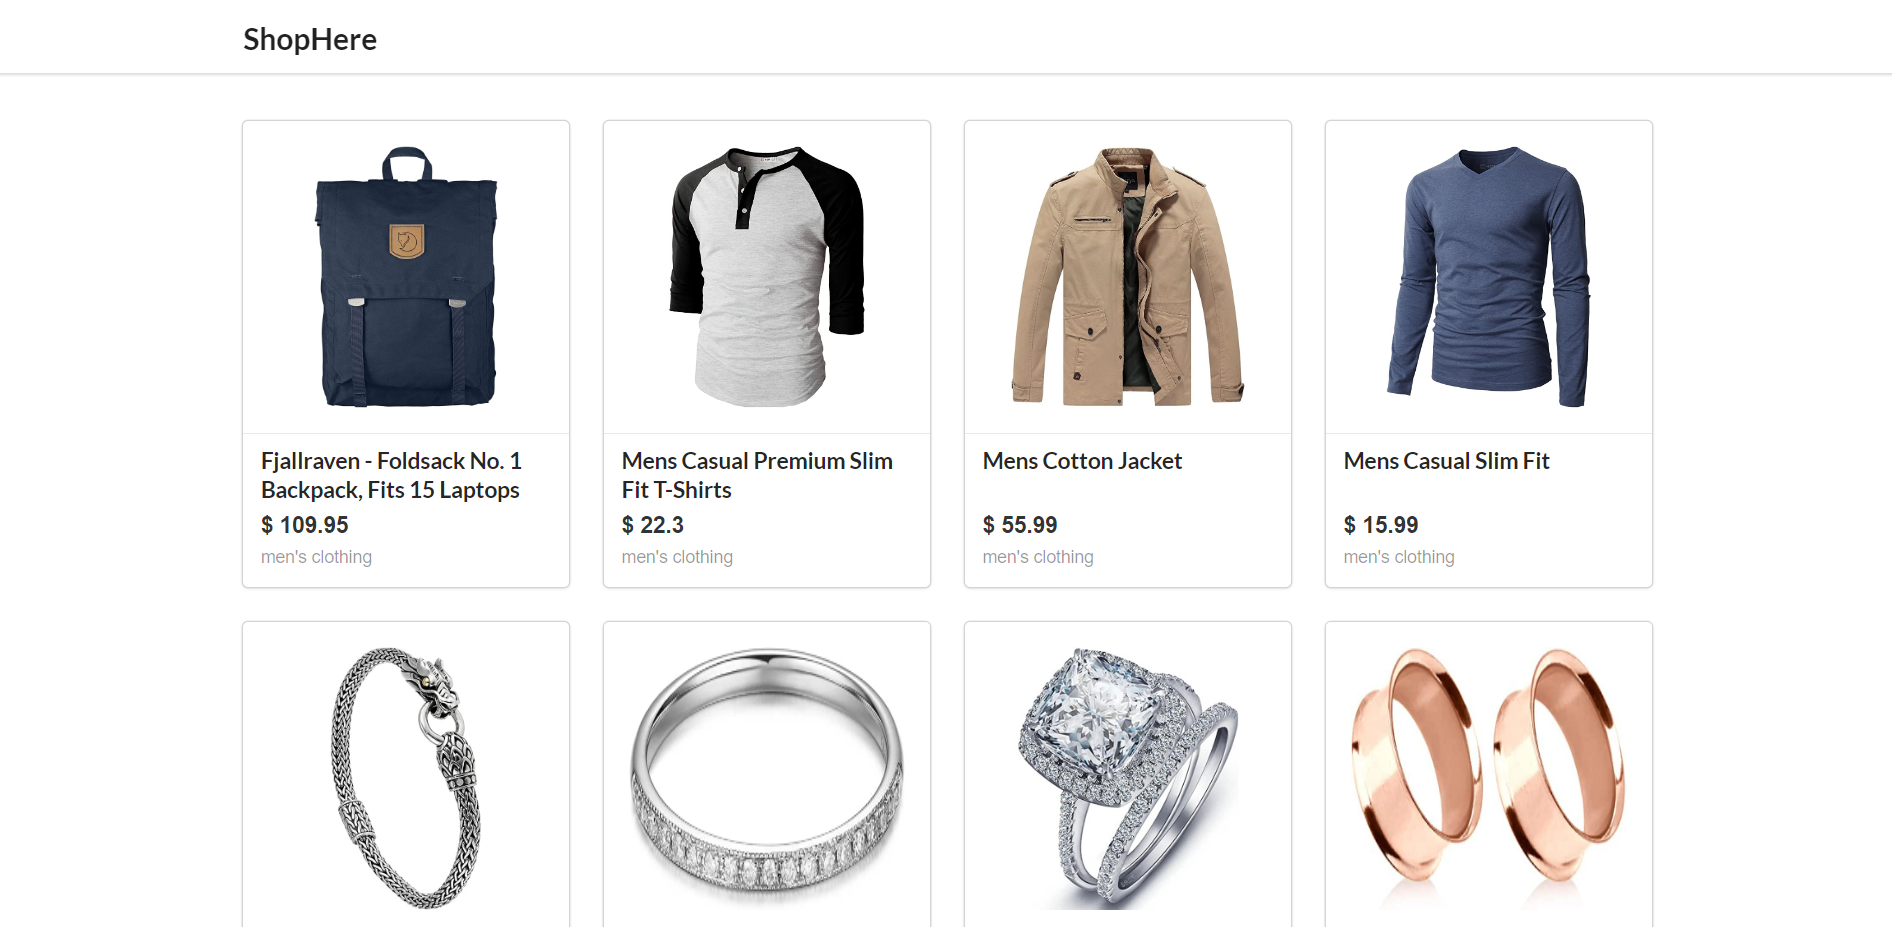 ShopHere
Fjallraven - Foldsack No. 1
Backpack, Fits 15 Laptops
$ 109.95
men's clothing
Mens Casual Premium Slim
Fit T-Shirts
$ 22.3
men's clothing
Mens Cotton Jacket
$ 55.99
men's clothing
Mens Casual Slim Fit
$ 15.99
men's clothing